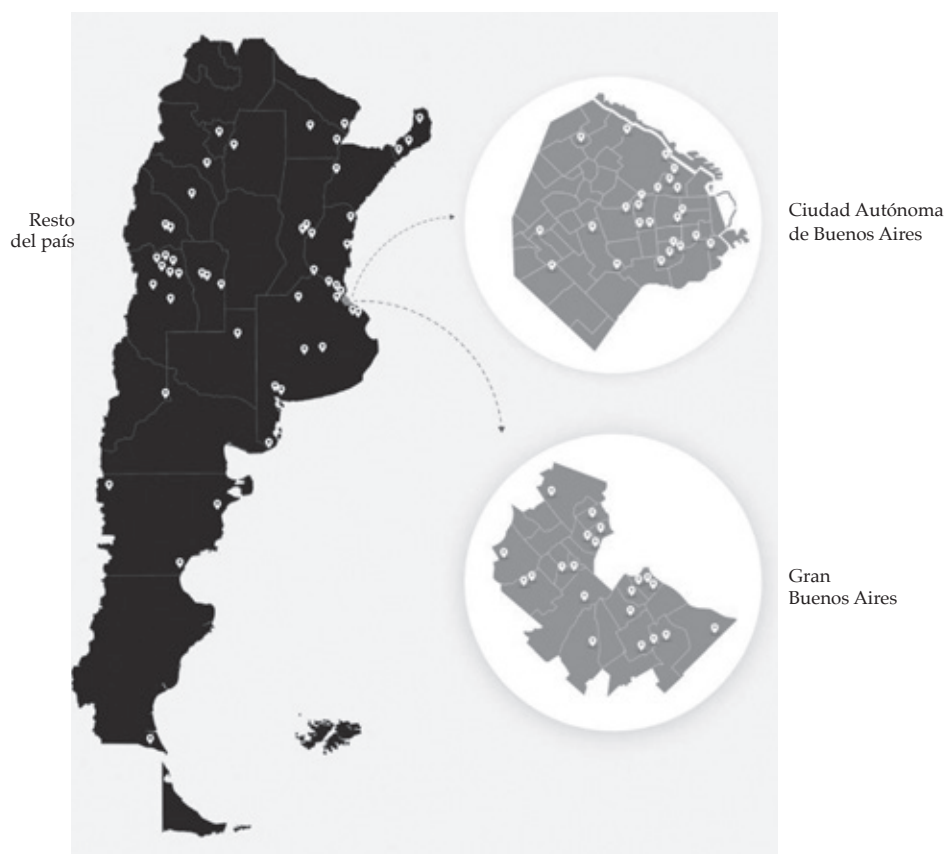 Resto
del país
Ciudad Autónoma
de Buenos Aires
Gran
Buenos Aires